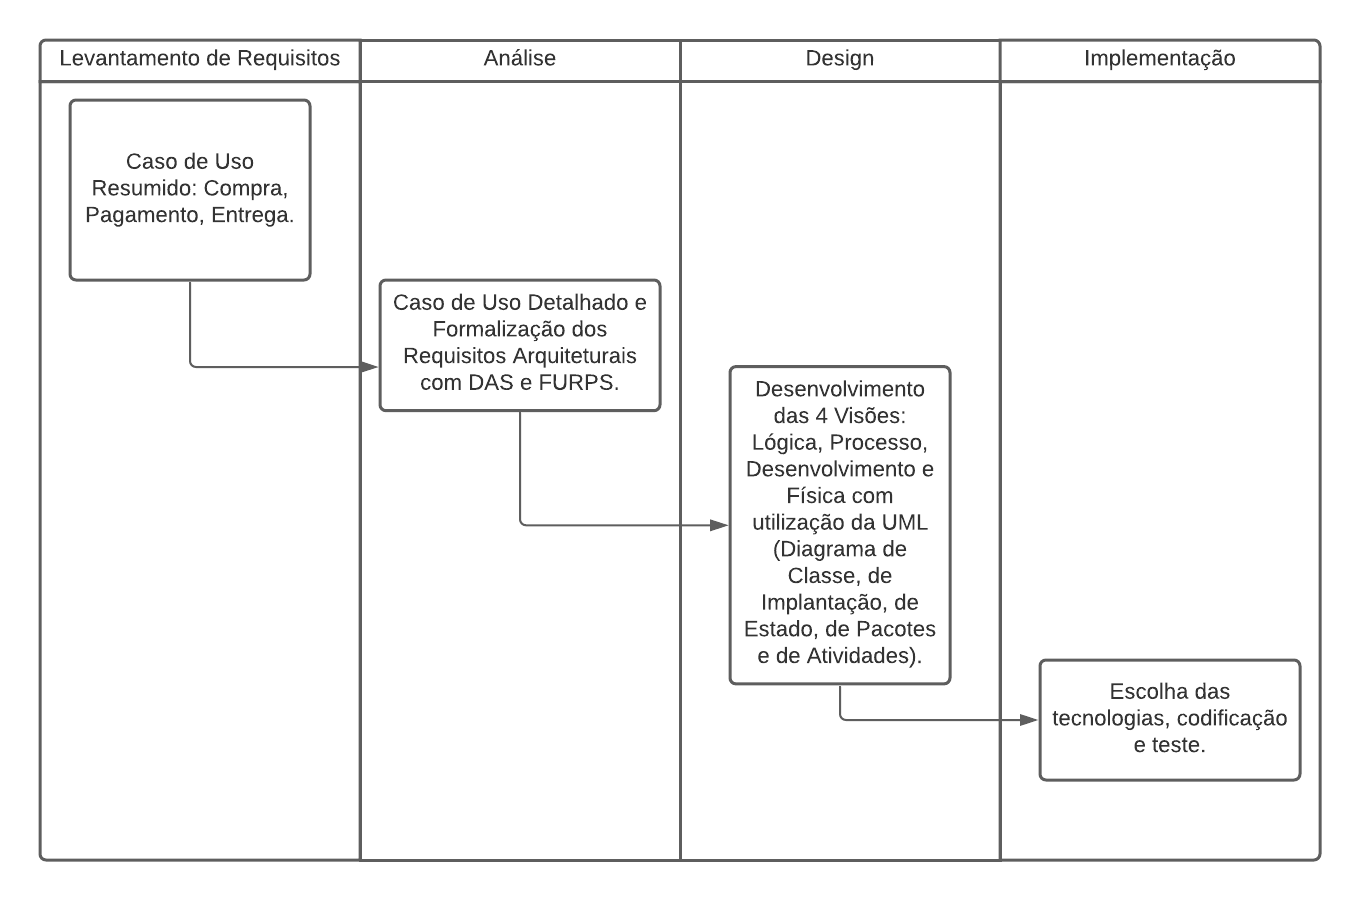 Levantamento de Requisitos
Análise
Design
Implementação
Caso de Uso
Resumido: Compra,
Pagamento, Entrega.
Caso de Uso Detalhado e
Formalização dos
Requisitos Arquiteturais
com DAS e FURPS.
Desenvolvimento
das 4 Visões:
Lógica, Processo,
Desenvolvimento e
Física com
utilização da UML
(Diagrama de
Classe, de
Implantação, de
Estado, de Pacotes
e de Atividades).
Escolha das
tecnologias, codificação
e teste.